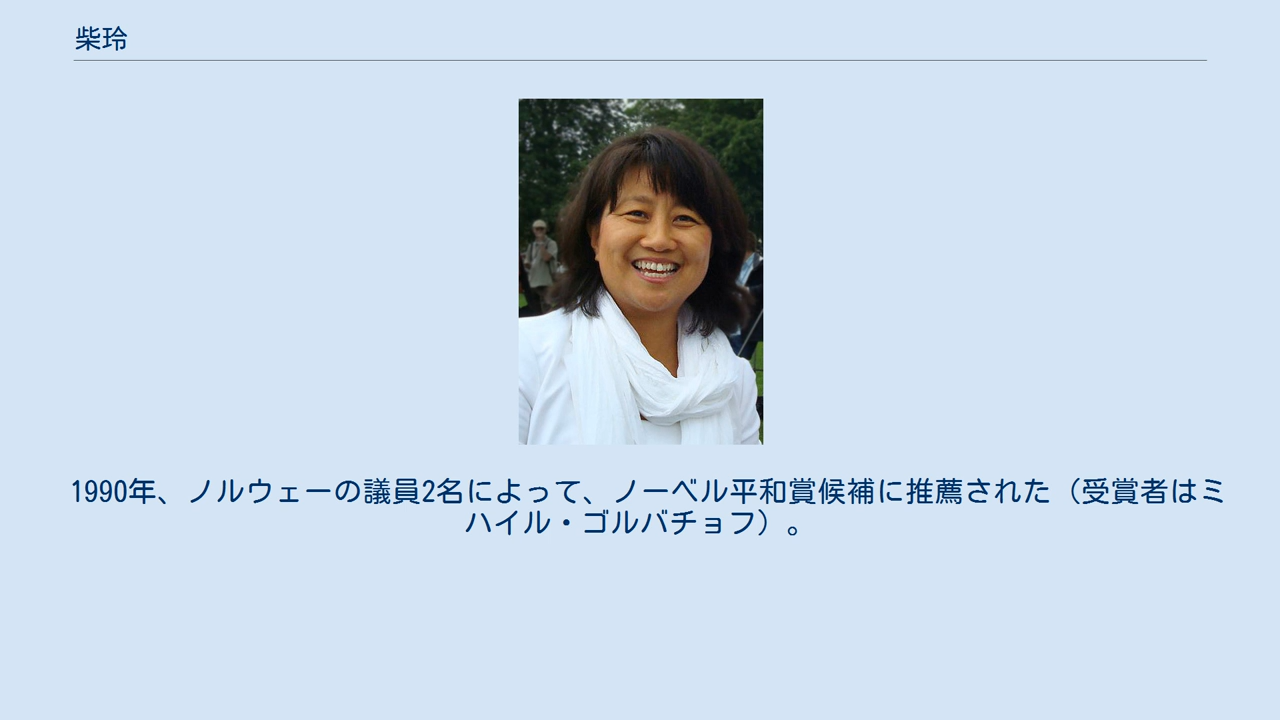 柴玲
1990年、ノルウェーの議員2名によって、ノーベル平和賞候補に推薦された（受賞者はミ
ハイル・ゴルバチョフ）。